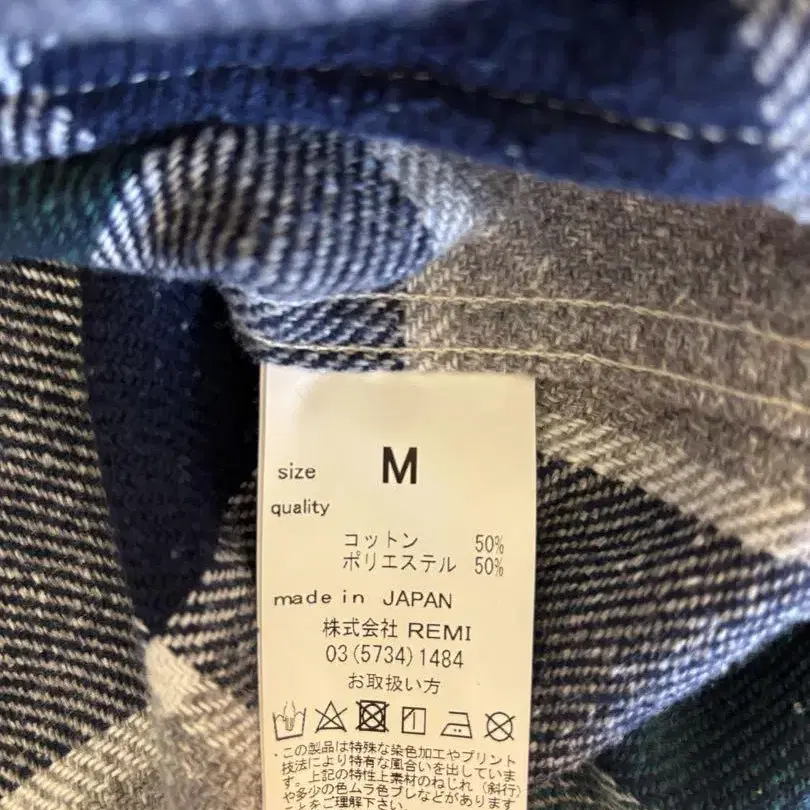 size M
quality
コットン 50%
ポリエステル 50%
made in JAPAN
株式会社 REMI
03(5734)1484
お取扱い方
・この製品は特殊な染色加工やプリント
技法により特有な風合いを出していま
す。上記の特性上素材のねじれ(斜行)
や多少の色ムラ色ブレなどがあります
ことをご理解下さい。